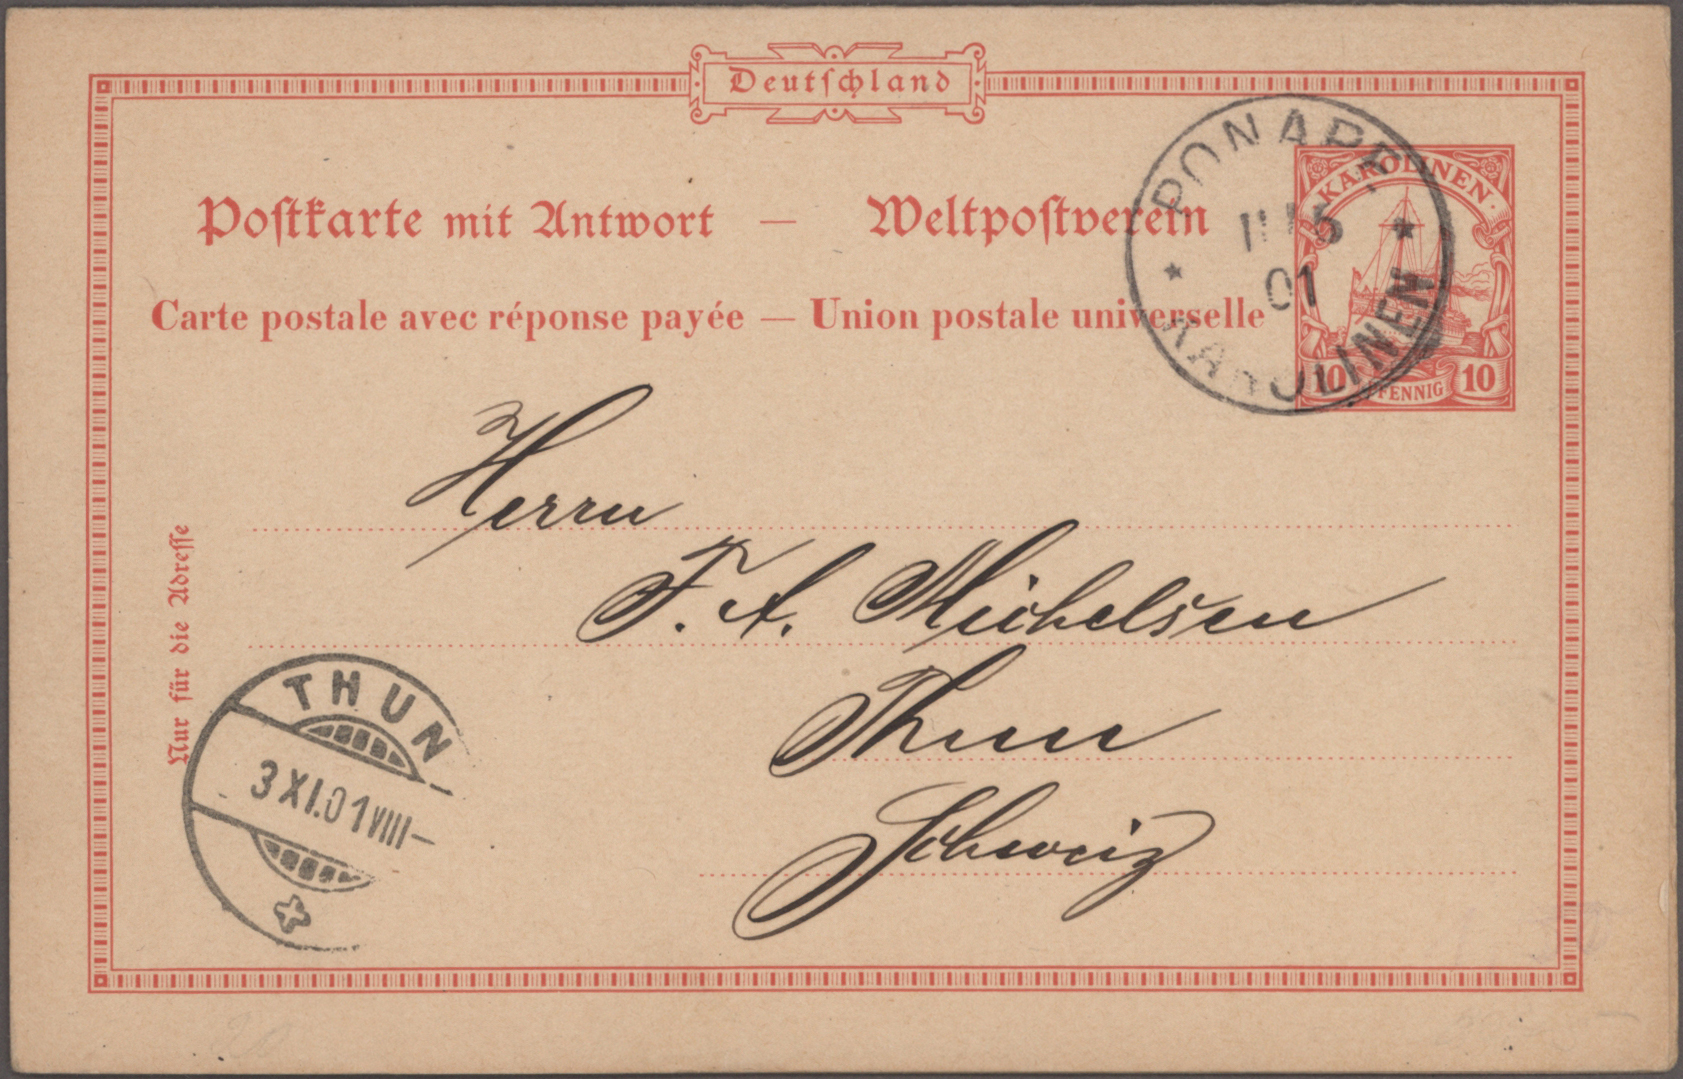 Deutſchland
Poſtkarte mit Antwort — Weltpoſtverein
Carte postale avec réponse payée — Union postale universelle
KAROLINEN
10 PFENNIG 10
PONAPE
01
KAROLINEN
Herrn
F. A. Michelsen
Thun
Schweiz
Nur für die Adreſſe
THUN
3 XI.01 VIII–